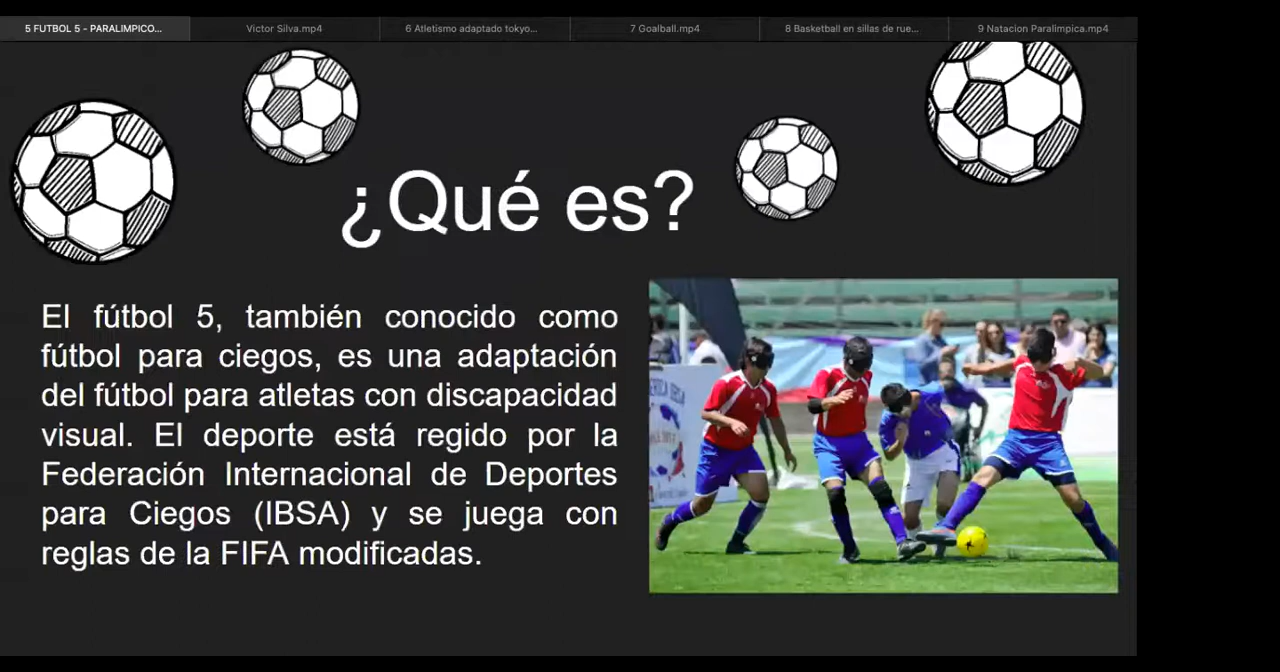 5 FUTBOL 5 - PARALIMPICO...
Victor Silva.mp4
6 Atletismo adaptado tokyo...
7 Goalball.mp4
8 Basketball en sillas de rue...
9 Natacion Paralimpica.mp4
¿Qué es?
El fútbol 5, también conocido como
fútbol para ciegos, es una adaptación
del fútbol para atletas con discapacidad
visual. El deporte está regido por la
Federación Internacional de Deportes
para Ciegos (IBSA) y se juega con
reglas de la FIFA modificadas.